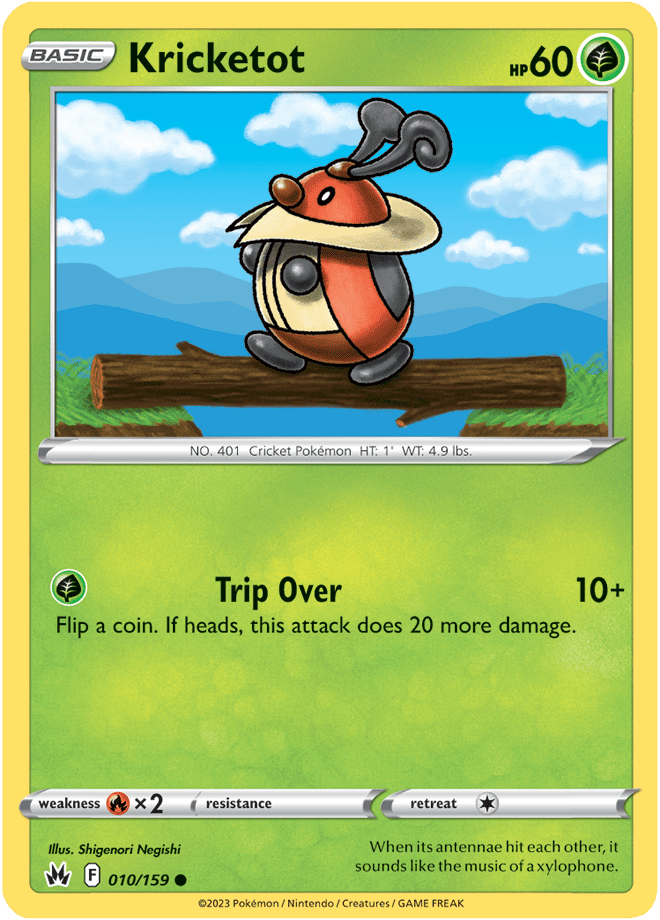 BASIC Kricketot HP 60
NO. 401 Cricket Pokémon HT: 1' WT: 4.9 lbs.
Trip Over 10+
Flip a coin. If heads, this attack does 20 more damage.
weakness ×2 resistance retreat
Illus. Shigenori Negishi
When its antennae hit each other, it
sounds like the music of a xylophone.
F 010/159
©2023 Pokémon / Nintendo / Creatures / GAME FREAK